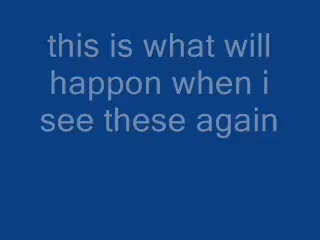 this is what will
happon when i
see these again